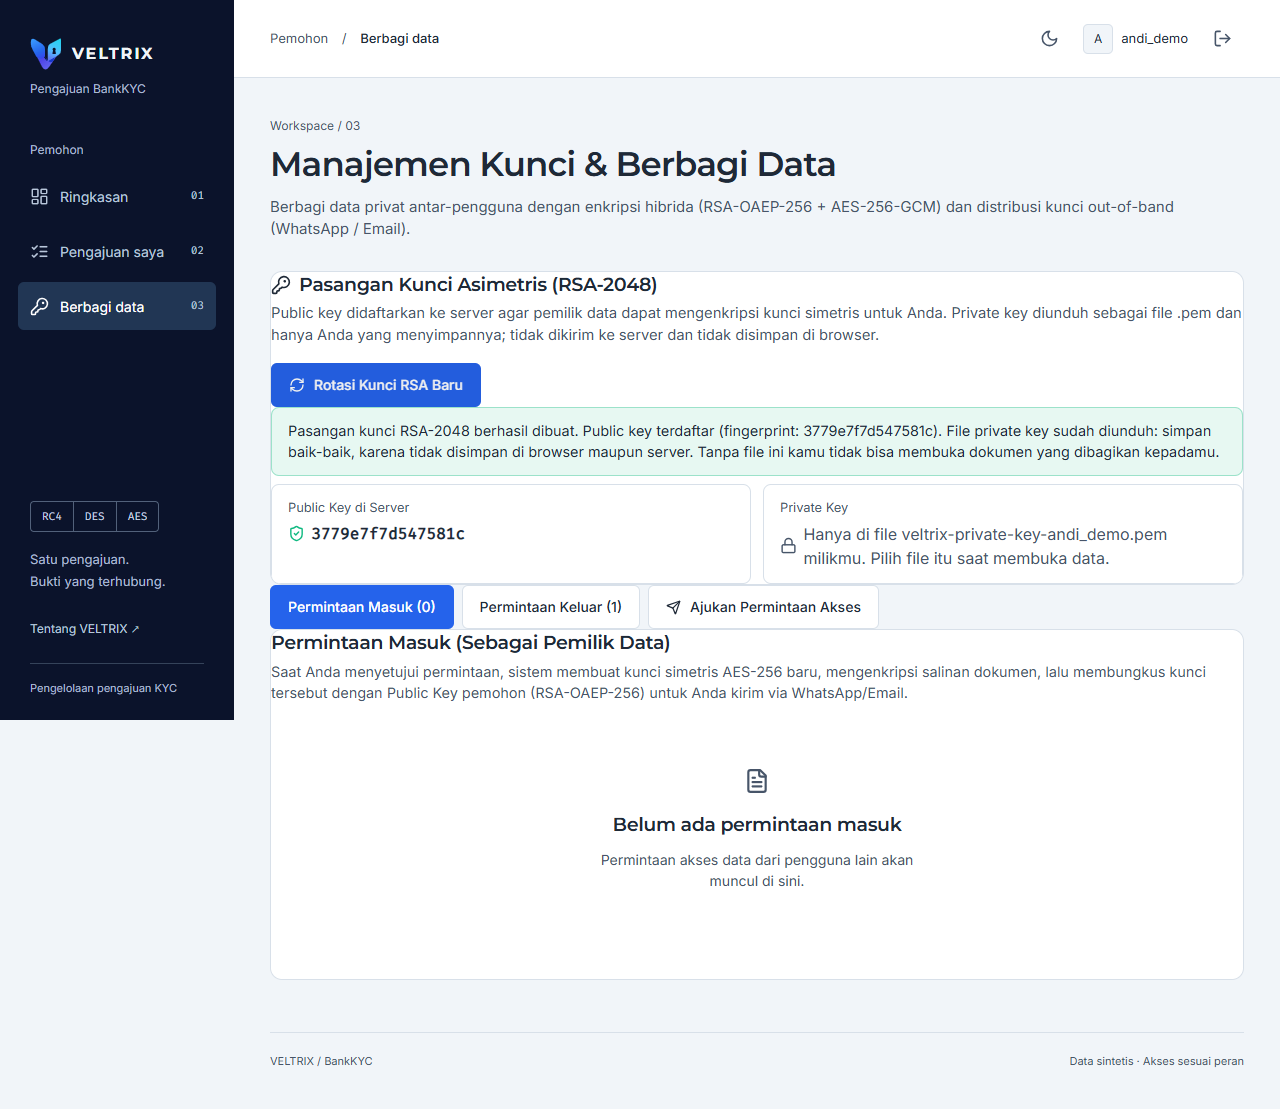 VELTRIX
Pengajuan BankKYC
Pemohon
Ringkasan 01
Pengajuan saya 02
Berbagi data 03
RC4 DES AES
Satu pengajuan.
Bukti yang terhubung.
Tentang VELTRIX ↗
Pengelolaan pengajuan KYC
Pemohon / Berbagi data
A andi_demo
Workspace / 03
Manajemen Kunci & Berbagi Data
Berbagi data privat antar-pengguna dengan enkripsi hibrida (RSA-OAEP-256 + AES-256-GCM) dan distribusi kunci out-of-band
(WhatsApp / Email).
Pasangan Kunci Asimetris (RSA-2048)
Public key didaftarkan ke server agar pemilik data dapat mengenkripsi kunci simetris untuk Anda. Private key diunduh sebagai file .pem dan
hanya Anda yang menyimpannya; tidak dikirim ke server dan tidak disimpan di browser.
Rotasi Kunci RSA Baru
Pasangan kunci RSA-2048 berhasil dibuat. Public key terdaftar (fingerprint: 3779e7f7d547581c). File private key sudah diunduh: simpan
baik-baik, karena tidak disimpan di browser maupun server. Tanpa file ini kamu tidak bisa membuka dokumen yang dibagikan kepadamu.
Public Key di Server
3779e7f7d547581c
Private Key
Hanya di file veltrix-private-key-andi_demo.pem
milikmu. Pilih file itu saat membuka data.
Permintaan Masuk (0)
Permintaan Keluar (1)
Ajukan Permintaan Akses
Permintaan Masuk (Sebagai Pemilik Data)
Saat Anda menyetujui permintaan, sistem membuat kunci simetris AES-256 baru, mengenkripsi salinan dokumen, lalu membungkus kunci
tersebut dengan Public Key pemohon (RSA-OAEP-256) untuk Anda kirim via WhatsApp/Email.
Belum ada permintaan masuk
Permintaan akses data dari pengguna lain akan
muncul di sini.
VELTRIX / BankKYC
Data sintetis · Akses sesuai peran